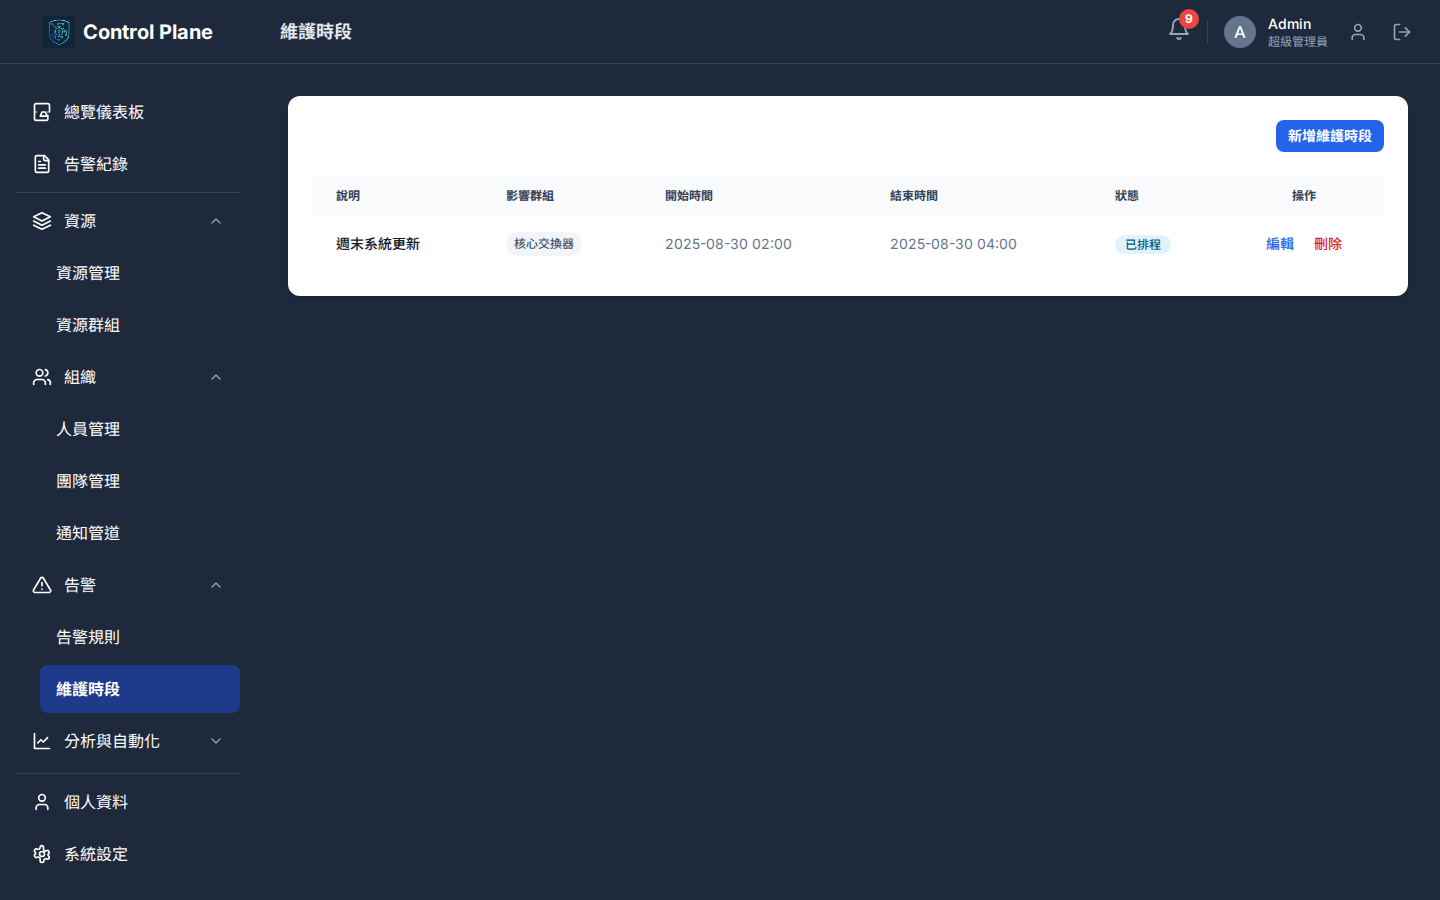 Control Plane
維護時段
9
A
Admin
超級管理員
總覽儀表板
告警紀錄
資源
資源管理
資源群組
組織
人員管理
團隊管理
通知管道
告警
告警規則
維護時段
分析與自動化
個人資料
系統設定
新增維護時段
說明 影響群組 開始時間 結束時間 狀態 操作
週末系統更新 核心交換器 2025-08-30 02:00 2025-08-30 04:00 已排程 編輯 刪除